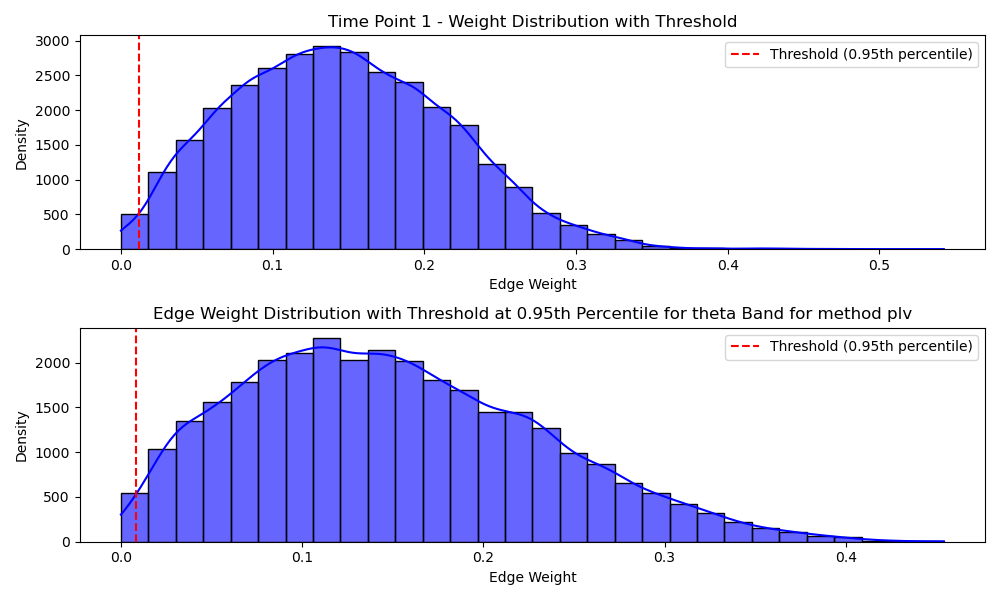 Time Point 1 - Weight Distribution with Threshold
3000
2500
2000
1500
1000
500
0
Density
Threshold (0.95th percentile)
0.0 0.1 0.2 0.3 0.4 0.5
Edge Weight
Edge Weight Distribution with Threshold at 0.95th Percentile for theta Band for method plv
2000
1500
1000
500
0
Density
Threshold (0.95th percentile)
0.0 0.1 0.2 0.3 0.4
Edge Weight